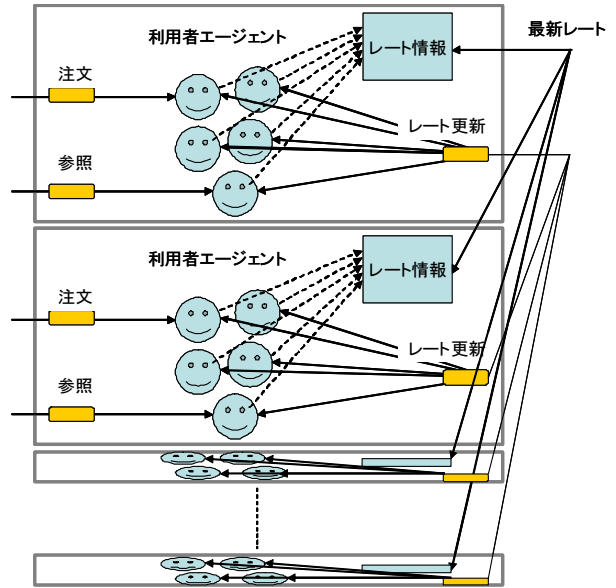 利用者エージェント
レート情報
最新レート
注文
レート更新
参照
利用者エージェント
レート情報
注文
レート更新
参照